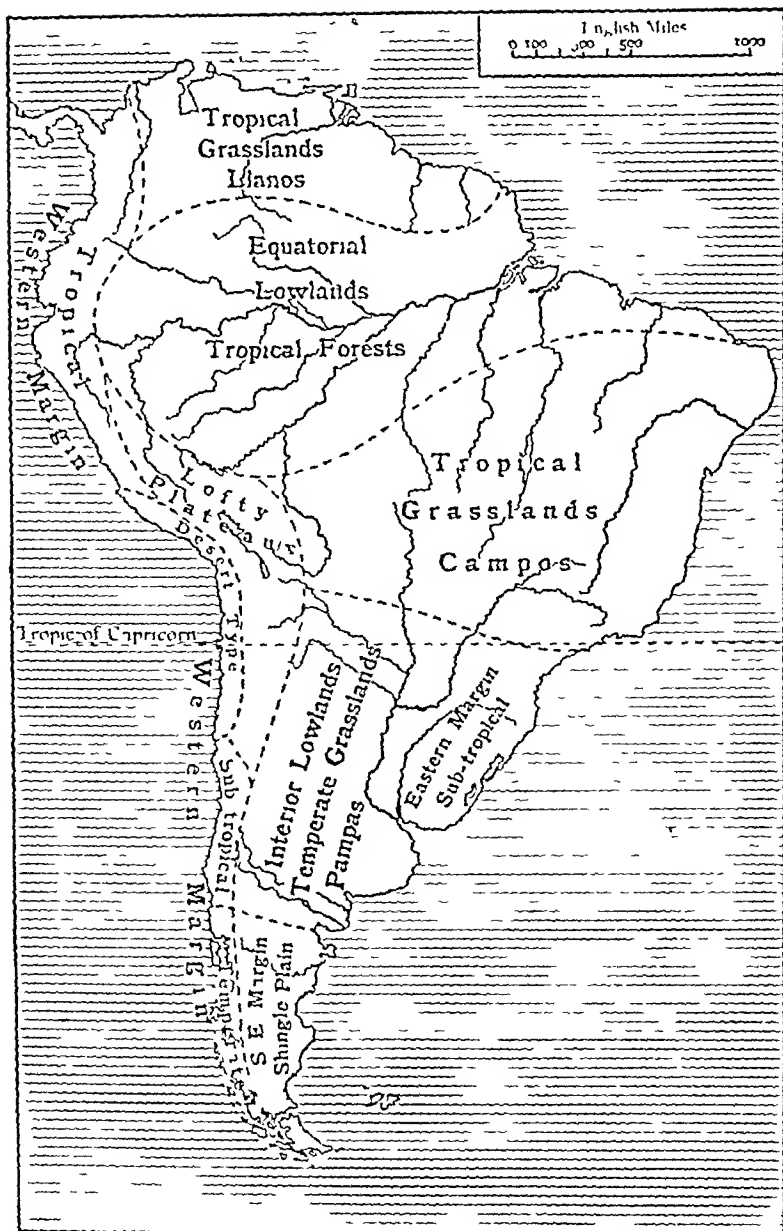 English Miles
0 100 300 500 1000
Tropical
Grasslands
Llanos
Equatorial
Lowlands
Tropical Forests
Western Margin
Tropical
Lofty
Plateaux
Desert Type
Tropical
Grasslands
Campos
Tropic of Capricorn
Western Margin
Sub tropical
Temperate
Interior Lowlands
Temperate Grasslands
Pampas
Eastern Margin
Sub-tropical
S E Margin
Shingle Plain